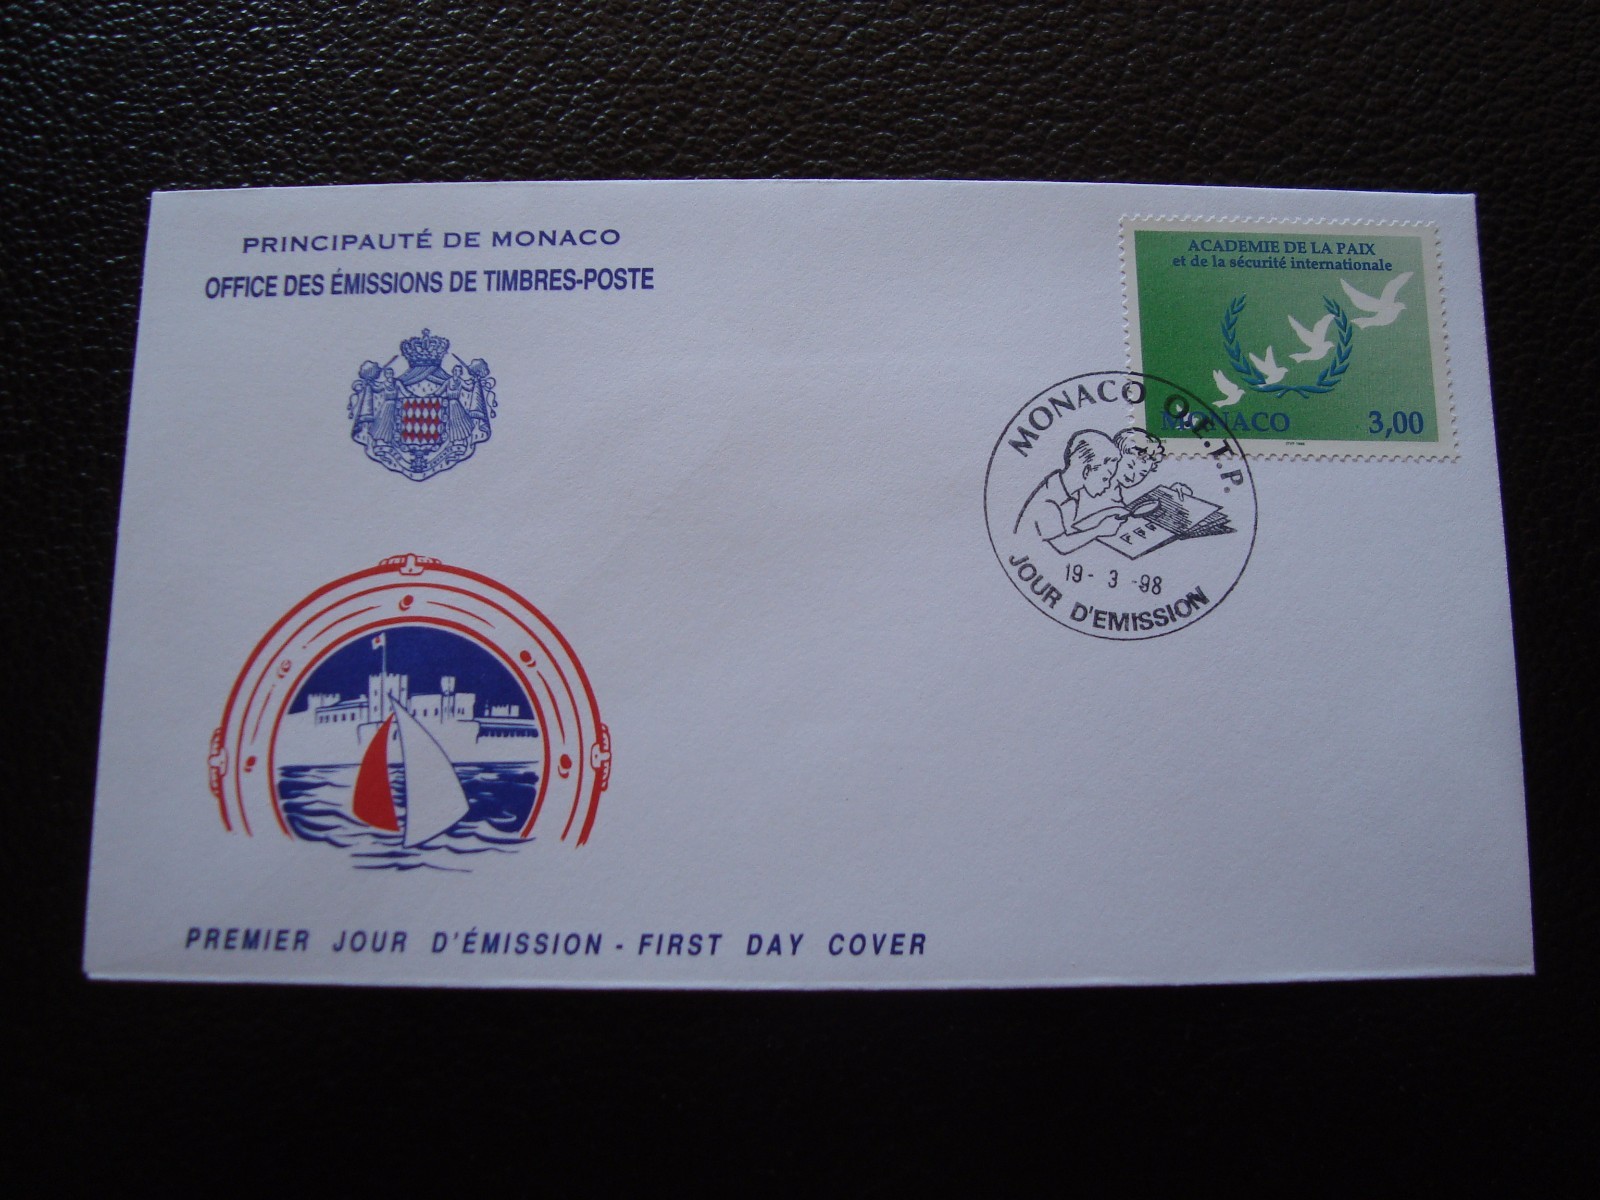 PRINCIPAUTÉ DE MONACO
OFFICE DES ÉMISSIONS DE TIMBRES-POSTE
ACADEMIE DE LA PAIX
et de la sécurité internationale
MONACO 3,00
MONACO O.E.T.P.
19- 3 -98
JOUR D'EMISSION
PREMIER JOUR D'ÉMISSION - FIRST DAY COVER